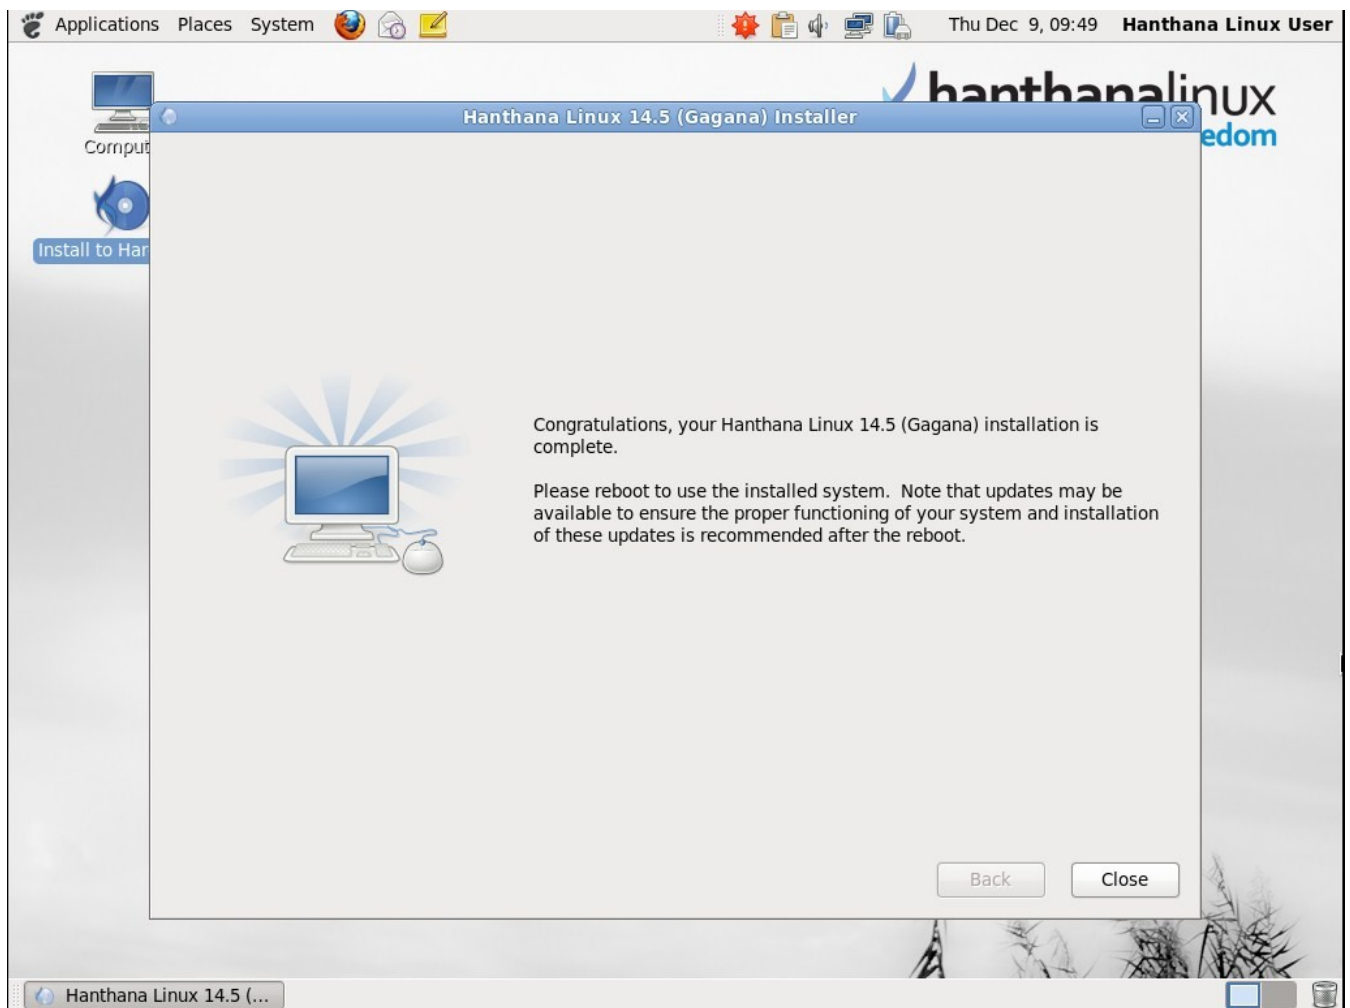 Applications Places System Thu Dec 9, 09:49 Hanthana Linux User
hanthanalinux
edom
Comput
Install to Har
Hanthana Linux 14.5 (Gagana) Installer
Congratulations, your Hanthana Linux 14.5 (Gagana) installation is
complete.
Please reboot to use the installed system. Note that updates may be
available to ensure the proper functioning of your system and installation
of these updates is recommended after the reboot.
Back Close
Hanthana Linux 14.5 (...